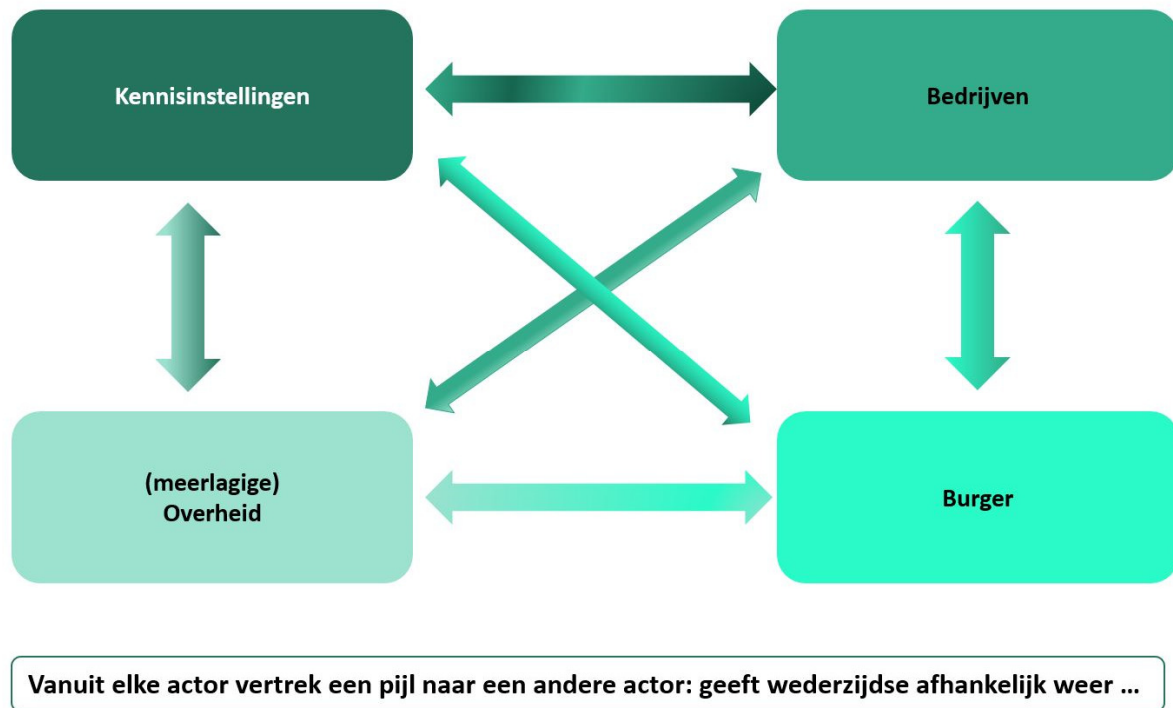 Kennisinstellingen
Bedrijven
(meerlagige)
Overheid
Burger
Vanuit elke actor vertrek een pijl naar een andere actor: geeft wederzijdse afhankelijk weer ...